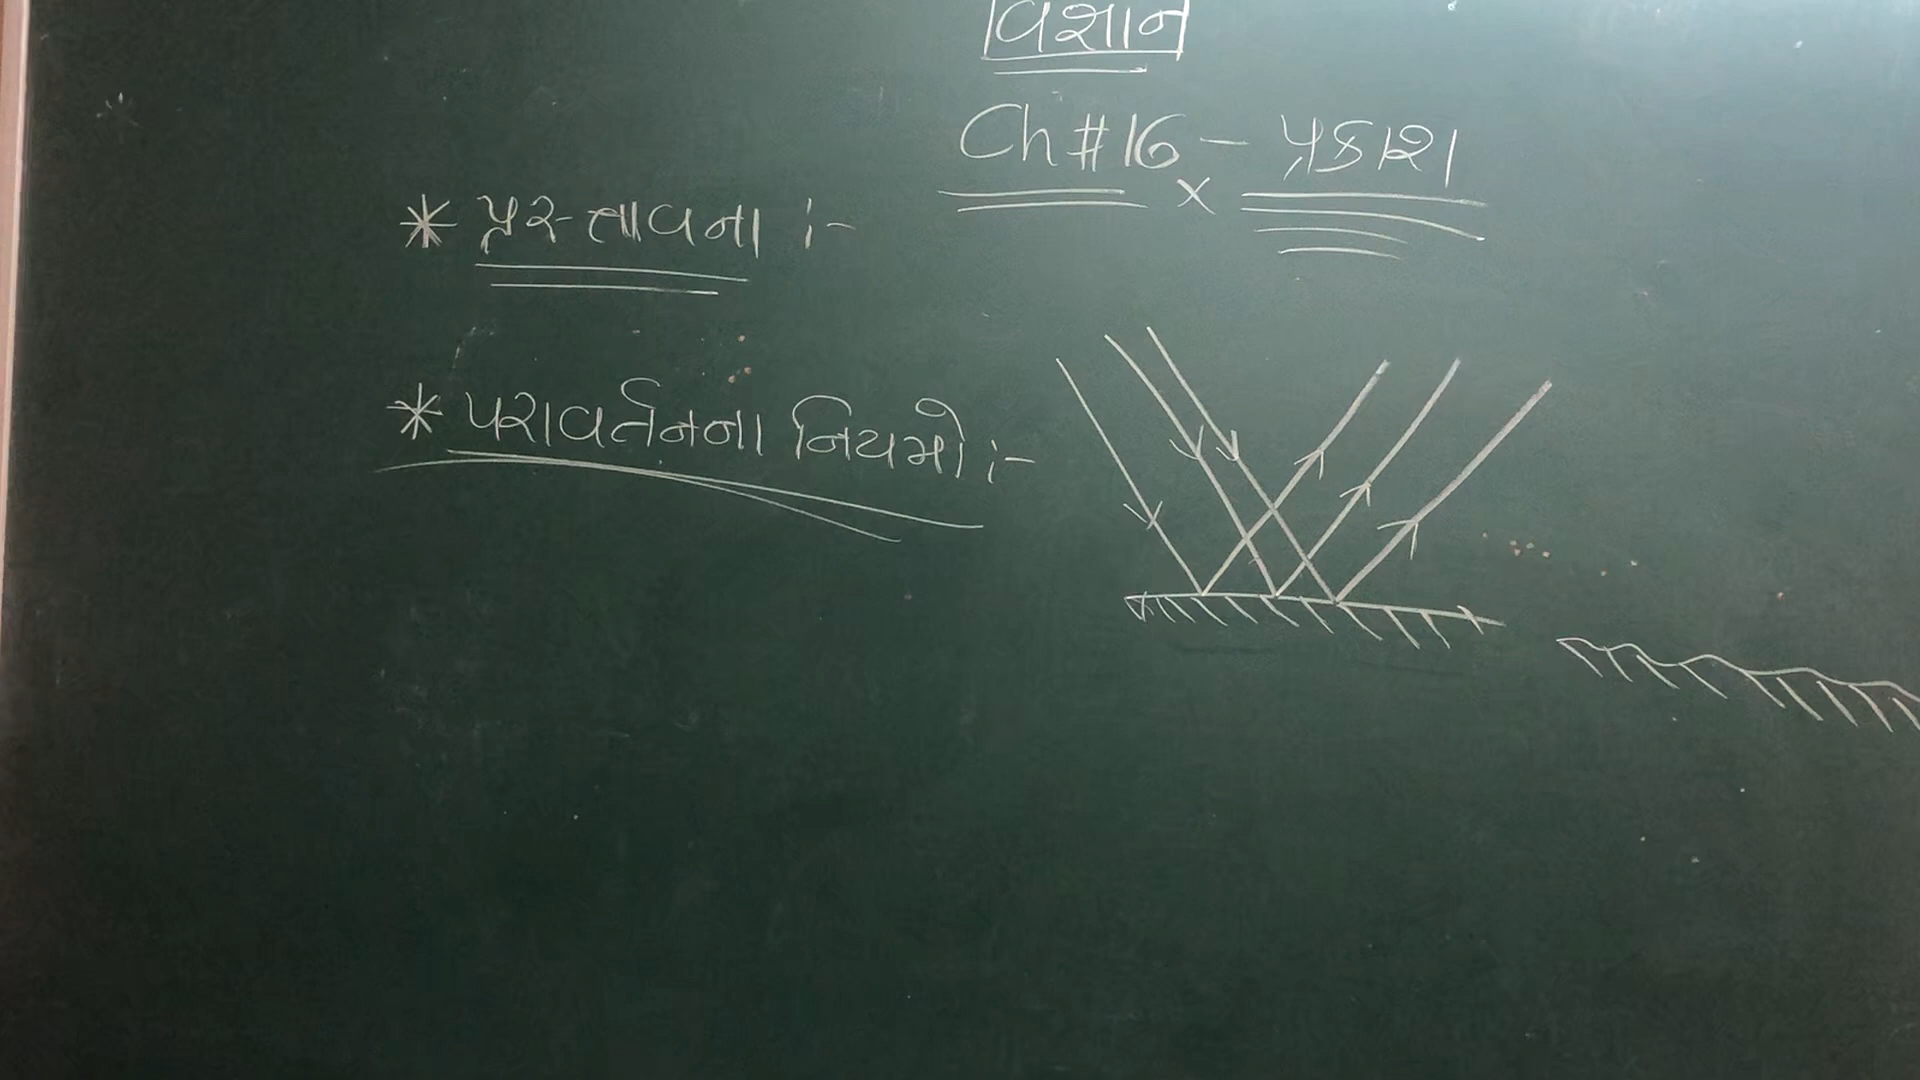 વિજ્ઞાન
Ch # 16 - પ્રકાશ
* પ્રસ્તાવના :-
* પરાવર્તનના નિયમો :-